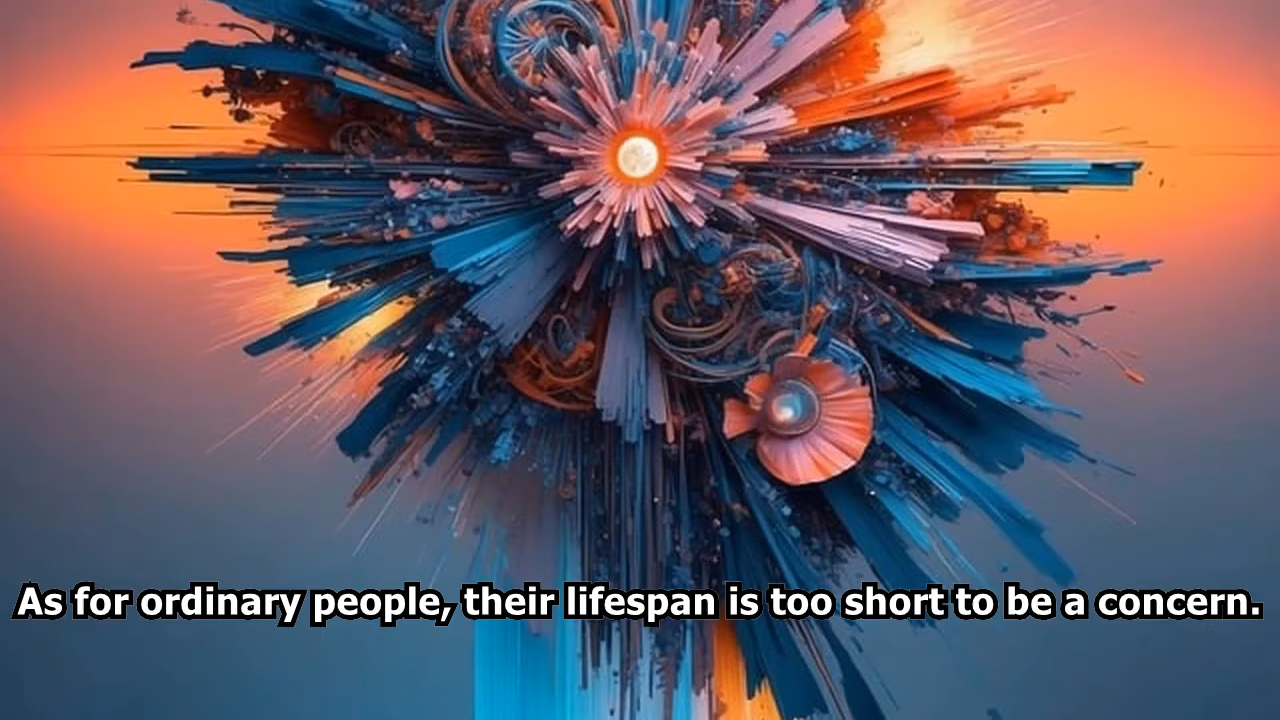 As for ordinary people, their lifespan is too short to be a concern.